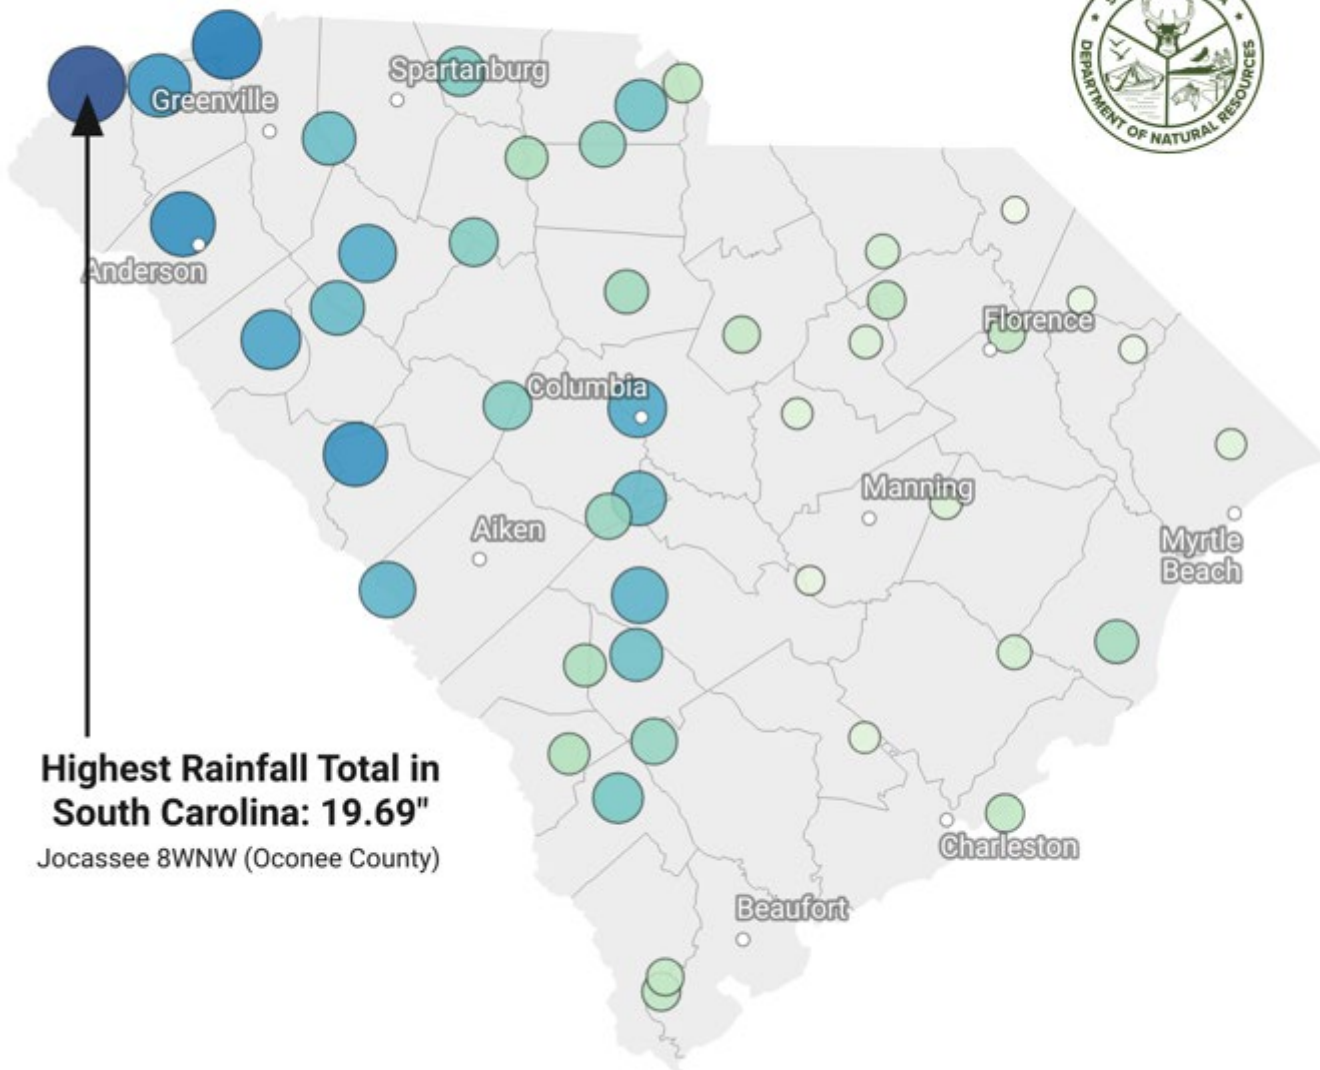 DEPARTMENT OF NATURAL RESOURCES
Spartanburg
Greenville
Anderson
Florence
Columbia
Manning
Aiken
Myrtle
Beach
Highest Rainfall Total in
South Carolina: 19.69"
Jocassee 8WNW (Oconee County)
Charleston
Beaufort